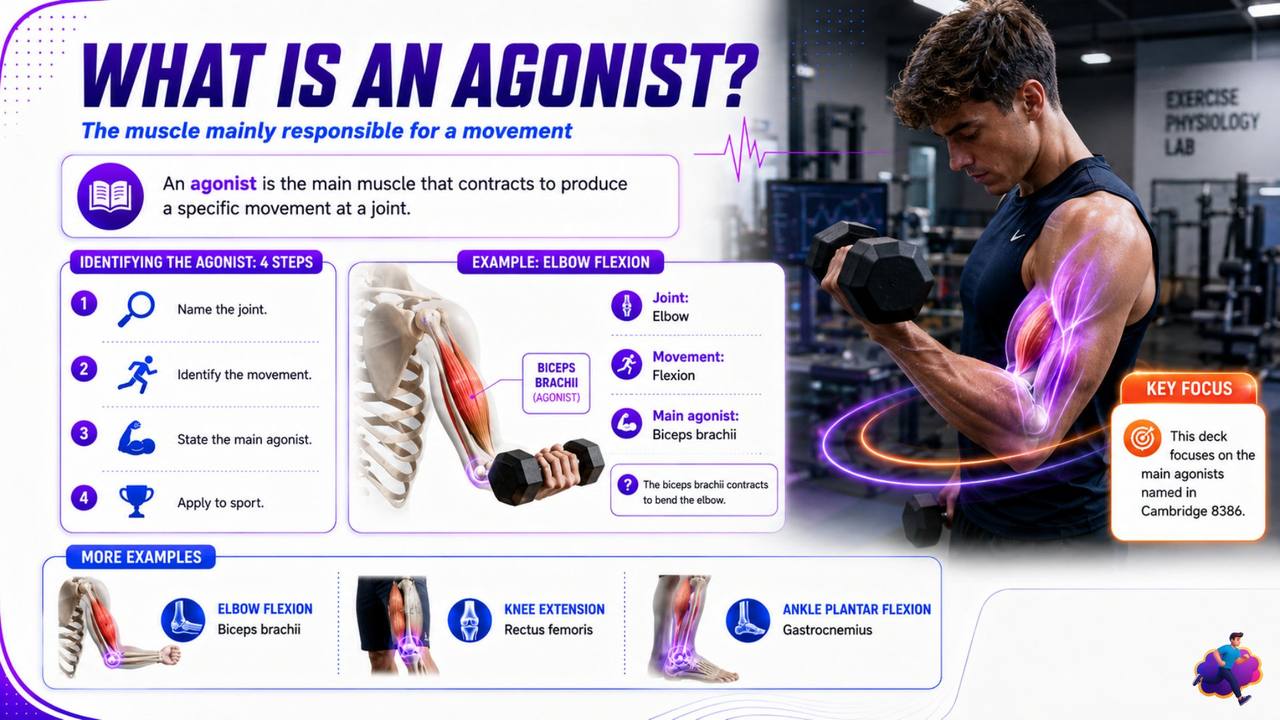 WHAT IS AN AGONIST?
The muscle mainly responsible for a movement
An agonist is the main muscle that contracts to produce
a specific movement at a joint.
IDENTIFYING THE AGONIST: 4 STEPS
1
Name the joint.
2
Identify the movement.
3
State the main agonist.
4
Apply to sport.
EXAMPLE: ELBOW FLEXION
BICEPS
BRACHII
(AGONIST)
Joint:
Elbow
Movement:
Flexion
Main agonist:
Biceps brachii
?
The biceps brachii contracts
to bend the elbow.
EXERCISE
PHYSIOLOGY
LAB
KEY FOCUS
This deck
focuses on the
main agonists
named in
Cambridge 8386.
MORE EXAMPLES
ELBOW FLEXION
Biceps brachii
KNEE EXTENSION
Rectus femoris
ANKLE PLANTAR FLEXION
Gastrocnemius